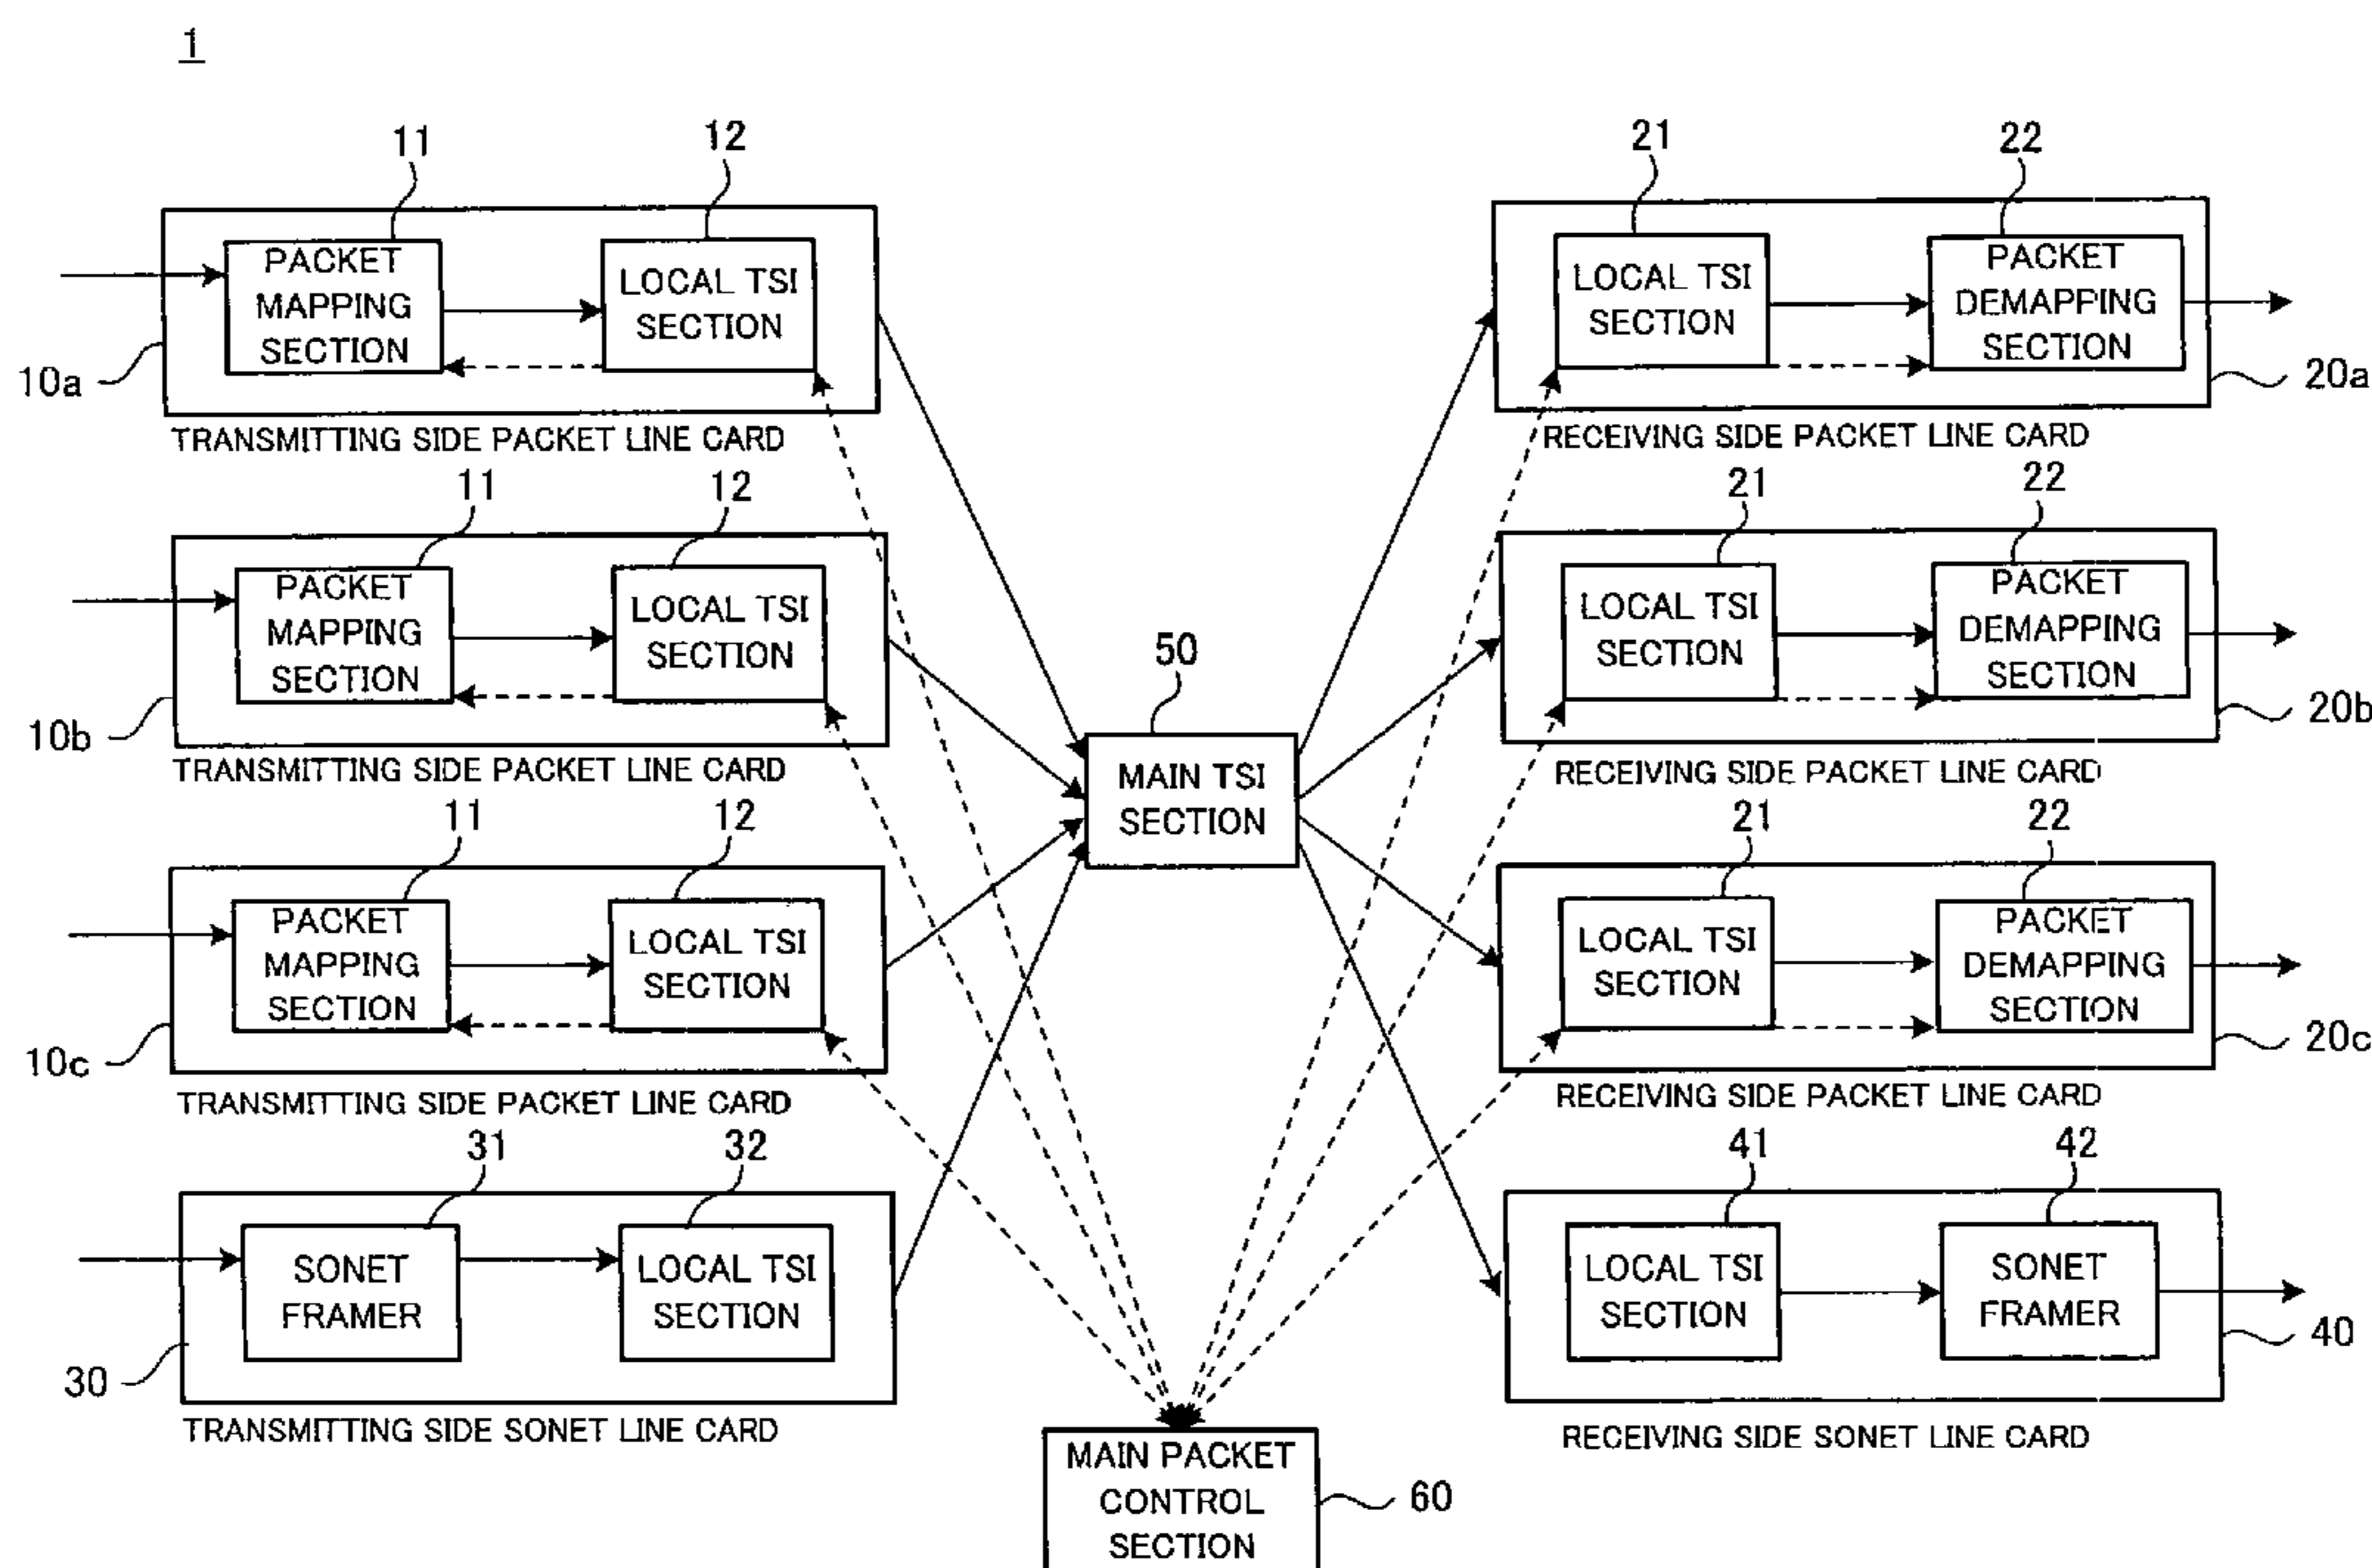 1
11
12
PACKET
MAPPING
SECTION
LOCAL TSI
SECTION
10a
TRANSMITTING SIDE PACKET LINE CARD
11
12
PACKET
MAPPING
SECTION
LOCAL TSI
SECTION
10b
TRANSMITTING SIDE PACKET LINE CARD
11
12
PACKET
MAPPING
SECTION
LOCAL TSI
SECTION
10c
TRANSMITTING SIDE PACKET LINE CARD
31
32
SONET
FRAMER
LOCAL TSI
SECTION
30
TRANSMITTING SIDE SONET LINE CARD
50
MAIN TSI
SECTION
MAIN PACKET
CONTROL
SECTION
60
21
22
LOCAL TSI
SECTION
PACKET
DEMAPPING
SECTION
20a
RECEIVING SIDE PACKET LINE CARD
21
22
LOCAL TSI
SECTION
PACKET
DEMAPPING
SECTION
20b
RECEIVING SIDE PACKET LINE CARD
21
22
LOCAL TSI
SECTION
PACKET
DEMAPPING
SECTION
20c
RECEIVING SIDE PACKET LINE CARD
41
42
LOCAL TSI
SECTION
SONET
FRAMER
40
RECEIVING SIDE SONET LINE CARD